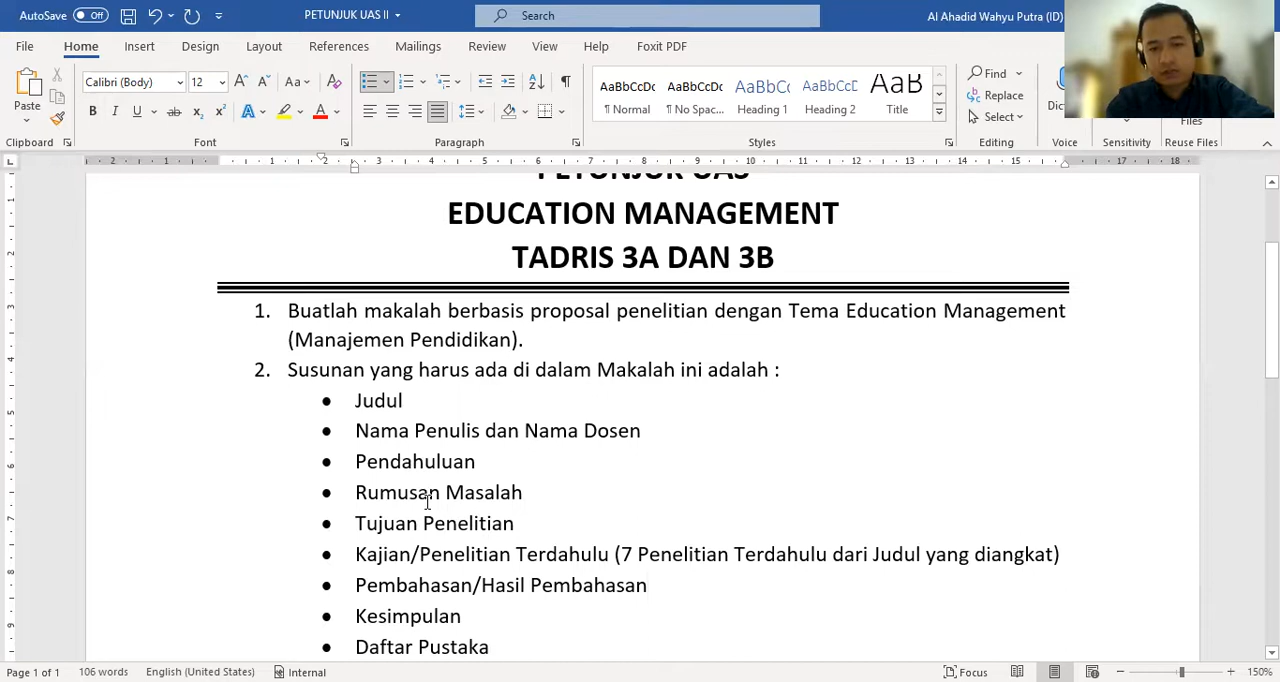 AutoSave Off PETUNJUK UAS II Search Al Ahadid Wahyu Putra (ID)
File Home Insert Design Layout References Mailings Review View Help Foxit PDF
Paste Calibri (Body) 12 Aa AaBbCcDc AaBbCcDc AaBbCcDc AaBbCcDc AaB Find
¶ Normal ¶ No Spac... Heading 1 Heading 2 Title Replace
Select Files
Clipboard Font Paragraph Styles Editing Voice Sensitivity Reuse Files
PETUNJUK UAS
EDUCATION MANAGEMENT
TADRIS 3A DAN 3B
1. Buatlah makalah berbasis proposal penelitian dengan Tema Education Management
(Manajemen Pendidikan).
2. Susunan yang harus ada di dalam Makalah ini adalah :
• Judul
• Nama Penulis dan Nama Dosen
• Pendahuluan
• Rumusan Masalah
• Tujuan Penelitian
• Kajian/Penelitian Terdahulu (7 Penelitian Terdahulu dari Judul yang diangkat)
• Pembahasan/Hasil Pembahasan
• Kesimpulan
• Daftar Pustaka
Page 1 of 1 106 words English (United States) Internal Focus 150%